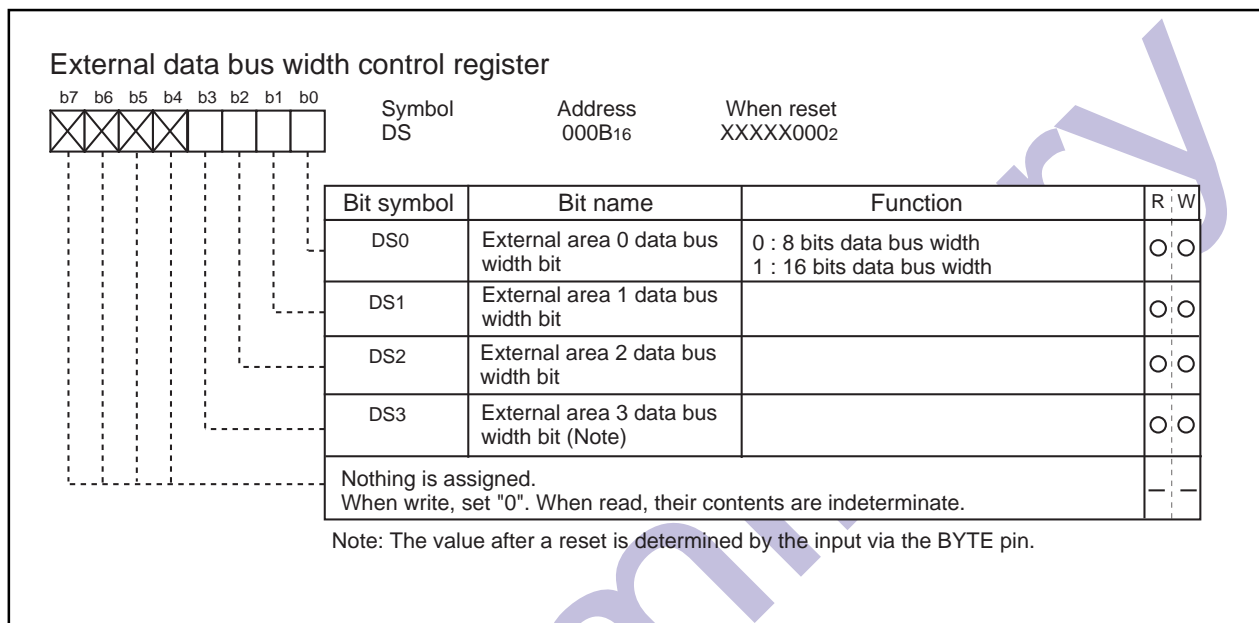 External data bus width control register
b7 b6 b5 b4 b3 b2 b1 b0
Symbol Address When reset
DS 000B16 XXXXX0002
Bit symbol Bit name Function R W
DS0 External area 0 data bus width bit 0 : 8 bits data bus width
1 : 16 bits data bus width
DS1 External area 1 data bus
width bit
DS2 External area 2 data bus
width bit
DS3 External area 3 data bus
width bit (Note)
Nothing is assigned.
When write, set "0". When read, their contents are indeterminate.
Note: The value after a reset is determined by the input via the BYTE pin.